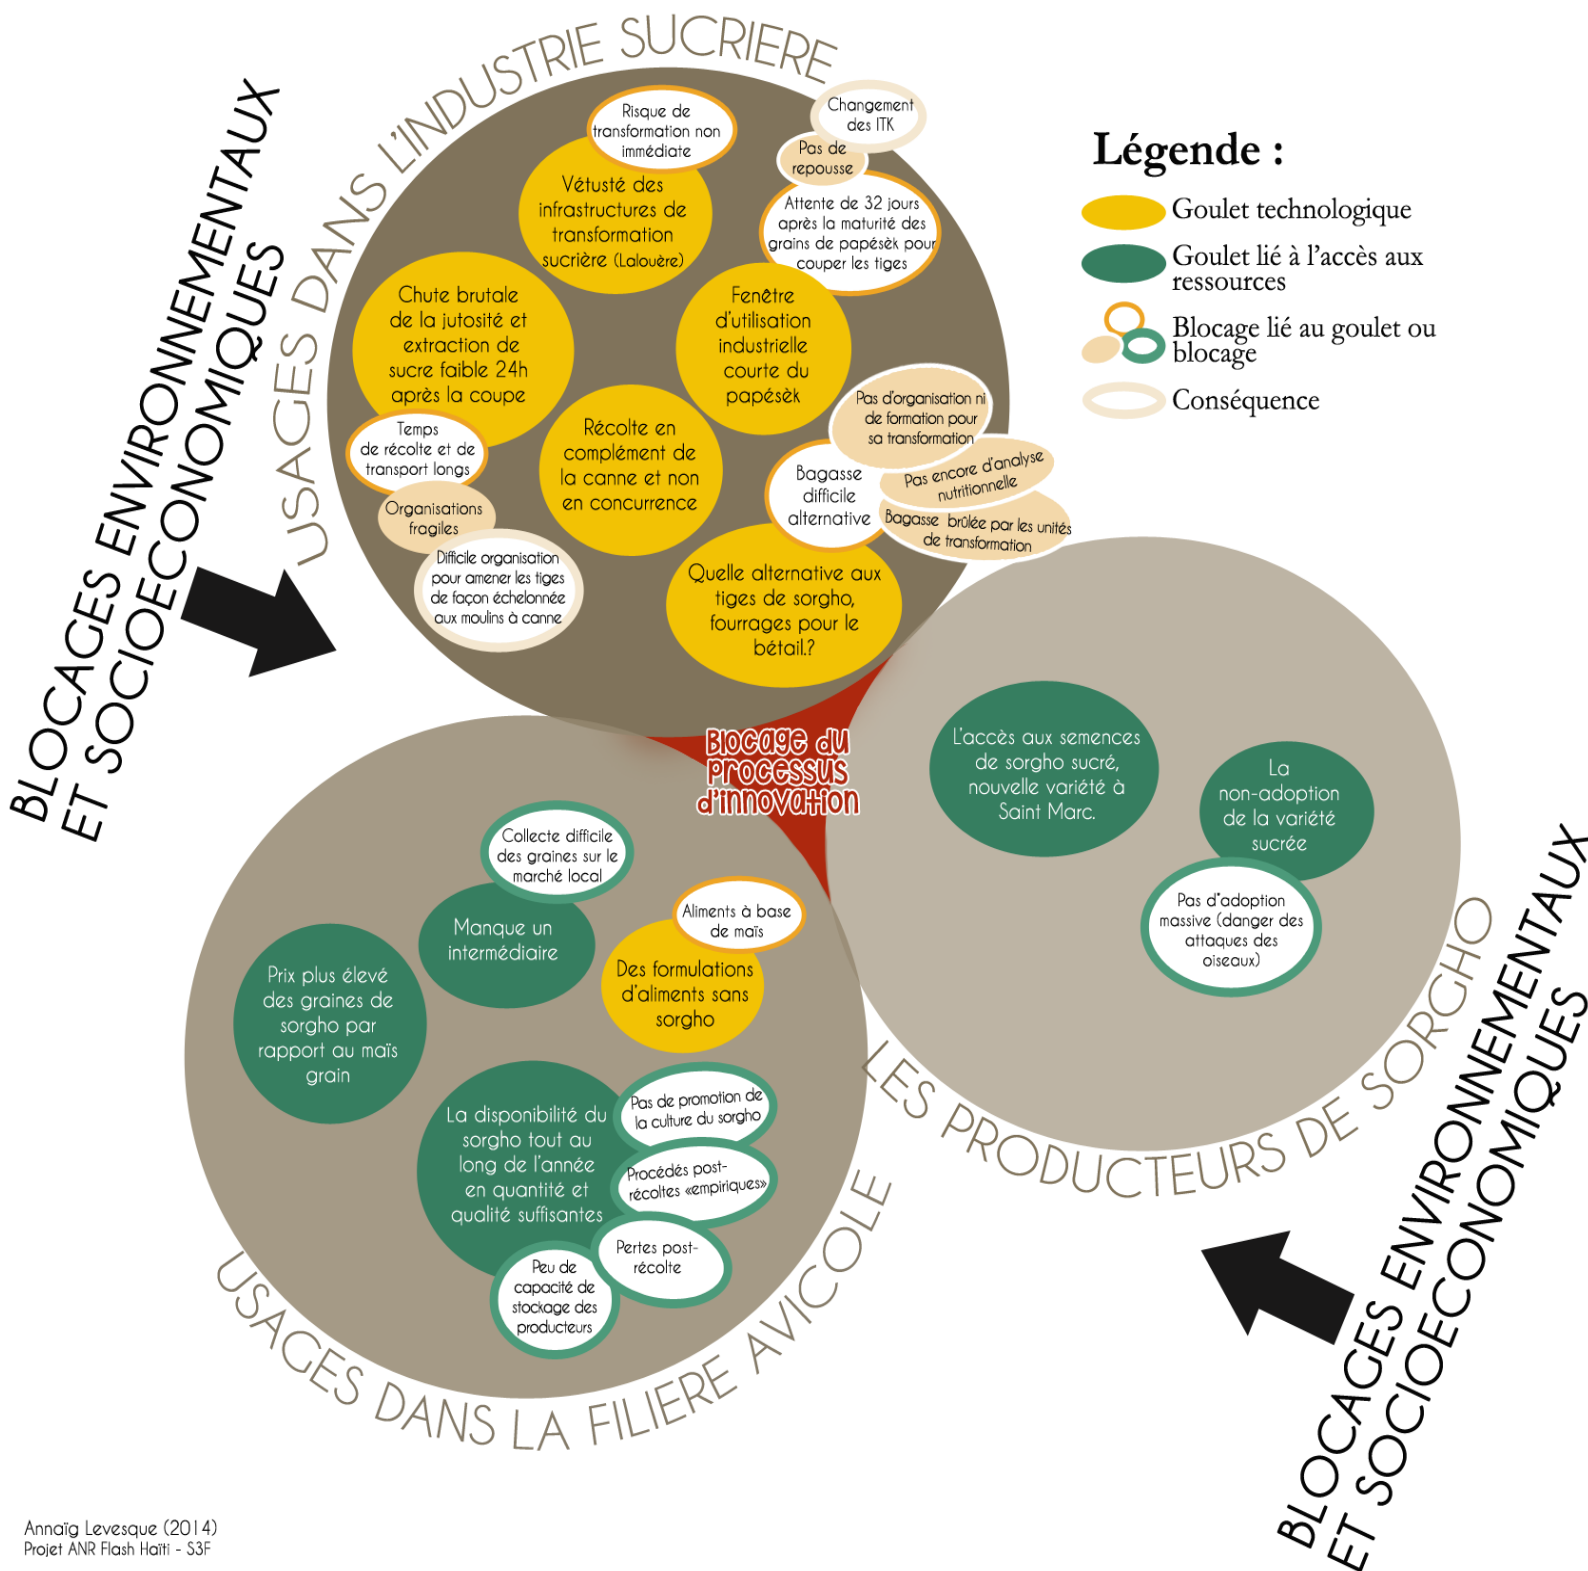 USAGES DANS L'INDUSTRIE SUCRIERE
BLOCAGES ENVIRONNEMENTAUX
ET SOCIOECONOMIQUES
Risque de
transformation non
immédiate
Vétusté des
infrastructures de
transformation
sucrière (Lalouère)
Changement
des ITK
Pas de
repousse
Attente de 32 jours
après la maturité des
grains de papésèk pour
couper les tiges
Fenêtre
d'utilisation
industrielle
courte du
papésèk
Chute brutale
de la jutosité et
extraction de
sucre faible 24h
après la coupe
Temps
de récolte et de
transport longs
Organisations
fragiles
Difficile organisation
pour amener les tiges
de façon échelonnée
aux moulins à canne
Récolte en
complément de
la canne et non
en concurrence
Pas d'organisation ni
de formation pour
sa transformation
Pas encore d'analyse
nutritionnelle
Bagasse brûlée par les unités
de transformation
Bagasse
difficile
alternative
Quelle alternative aux
tiges de sorgho,
fourrages pour le
bétail.?
Légende :
Goulet technologique
Goulet lié à l'accès aux
ressources
Blocage lié au goulet ou
blocage
Conséquence
Blocage du
processus
d'innovation
L'accès aux semences
de sorgho sucré,
nouvelle variété à
Saint Marc.
La
non-adoption
de la variété
sucrée
Pas d'adoption
massive (danger des
attaques des
oiseaux)
LES PRODUCTEURS DE SORGHO
Collecte difficile
des graines sur le
marché local
Manque un
intermédiaire
Aliments à base
de maïs
Des formulations
d'aliments sans
sorgho
Prix plus élevé
des graines de
sorgho par
rapport au maïs
grain
La disponibilité du
sorgho tout au
long de l'année
en quantité et
qualité suffisantes
Pas de promotion de
la culture du sorgho
Procédés post-
récoltes «empiriques»
Pertes post-
récolte
Peu de
capacité de
stockage des
producteurs
USAGES DANS LA FILIERE AVICOLE
BLOCAGES ENVIRONNEMENTAUX
ET SOCIOECONOMIQUES
Annaïg Levesque (2014)
Projet ANR Flash Haïti - S3F